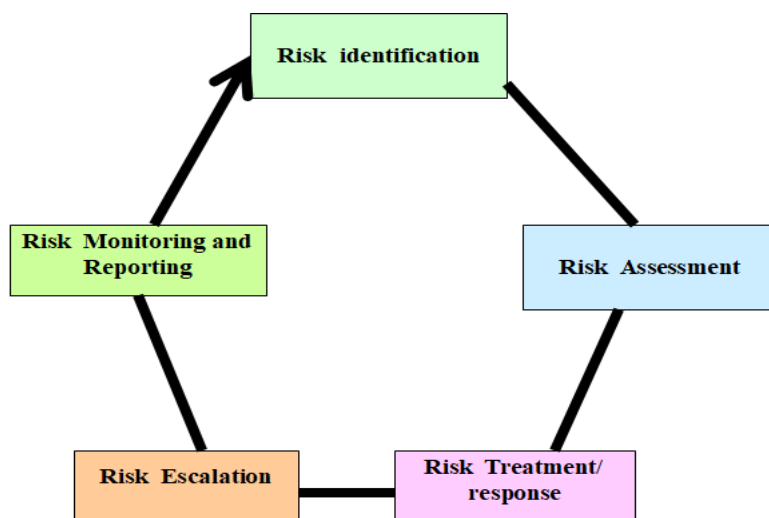 Risk identification
Risk Monitoring and
Reporting
Risk Assessment
Risk Escalation
Risk Treatment/
response